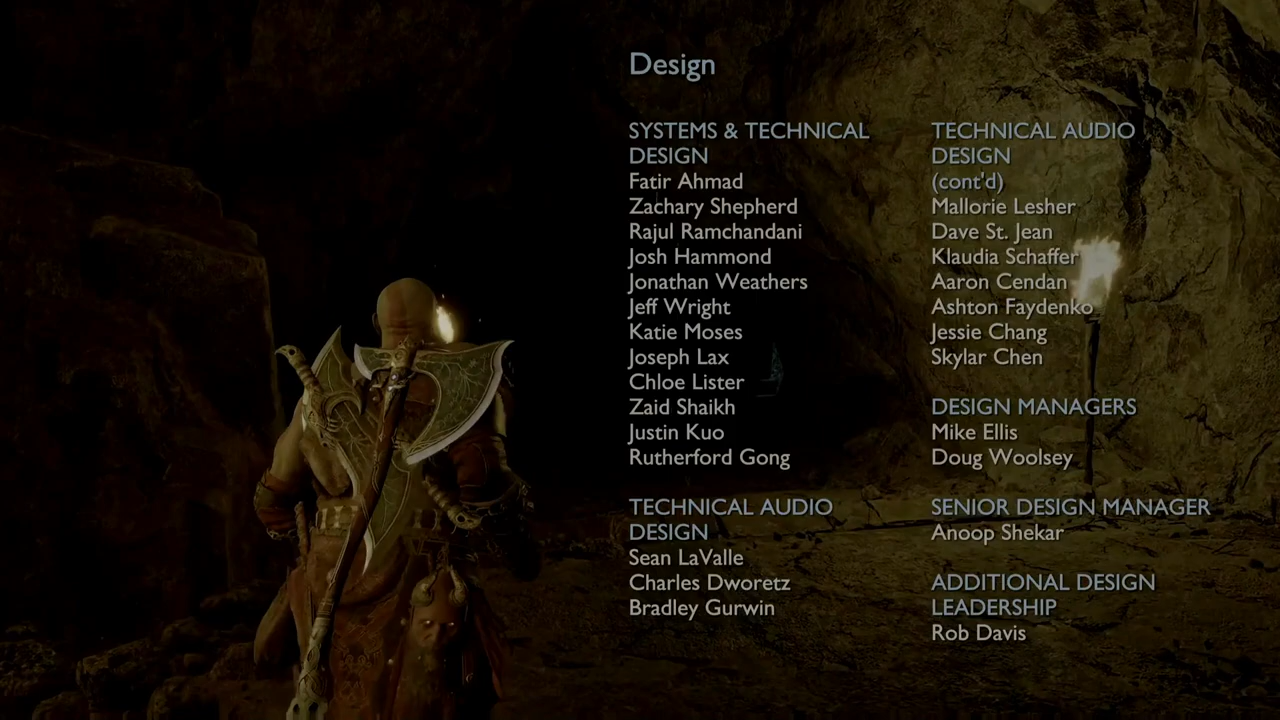 Design
SYSTEMS & TECHNICAL
DESIGN
Fatir Ahmad
Zachary Shepherd
Rajul Ramchandani
Josh Hammond
Jonathan Weathers
Jeff Wright
Katie Moses
Joseph Lax
Chloe Lister
Zaid Shaikh
Justin Kuo
Rutherford Gong
TECHNICAL AUDIO
DESIGN
Sean LaValle
Charles Dworetz
Bradley Gurwin
TECHNICAL AUDIO
DESIGN
(cont'd)
Mallorie Lesher
Dave St. Jean
Klaudia Schaffer
Aaron Cendan
Ashton Faydenko
Jessie Chang
Skylar Chen
DESIGN MANAGERS
Mike Ellis
Doug Woolsey
SENIOR DESIGN MANAGER
Anoop Shekar
ADDITIONAL DESIGN
LEADERSHIP
Rob Davis